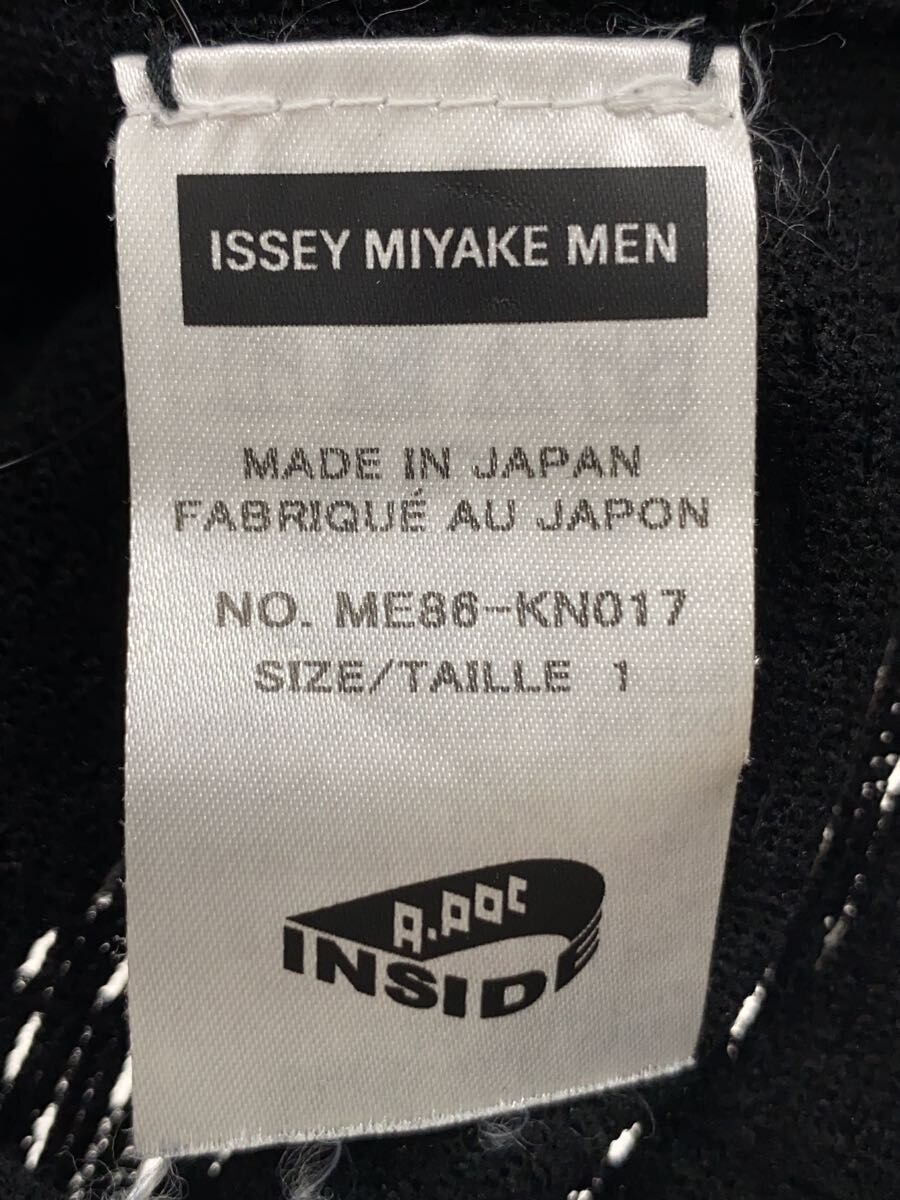 ISSEY MIYAKE MEN
MADE IN JAPAN
FABRIQUÉ AU JAPON
NO. ME86-KN017
SIZE/TAILLE 1
A.POC
INSIDE